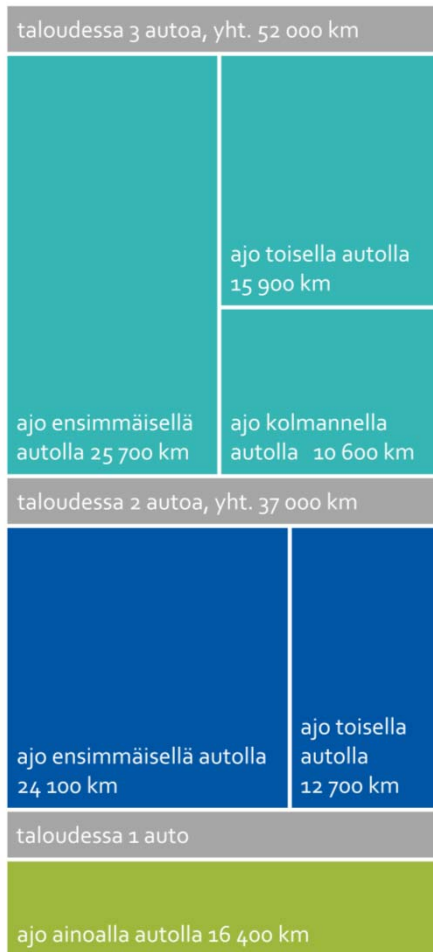 taloudessa 3 autoa, yht. 52 000 km
ajo toisella autolla
15 900 km
ajo ensimmäisellä
autolla 25 700 km
ajo kolmannella
autolla 10 600 km
taloudessa 2 autoa, yht. 37 000 km
ajo ensimmäisellä autolla
24 100 km
ajo toisella
autolla
12 700 km
taloudessa 1 auto
ajo ainoalla autolla 16 400 km